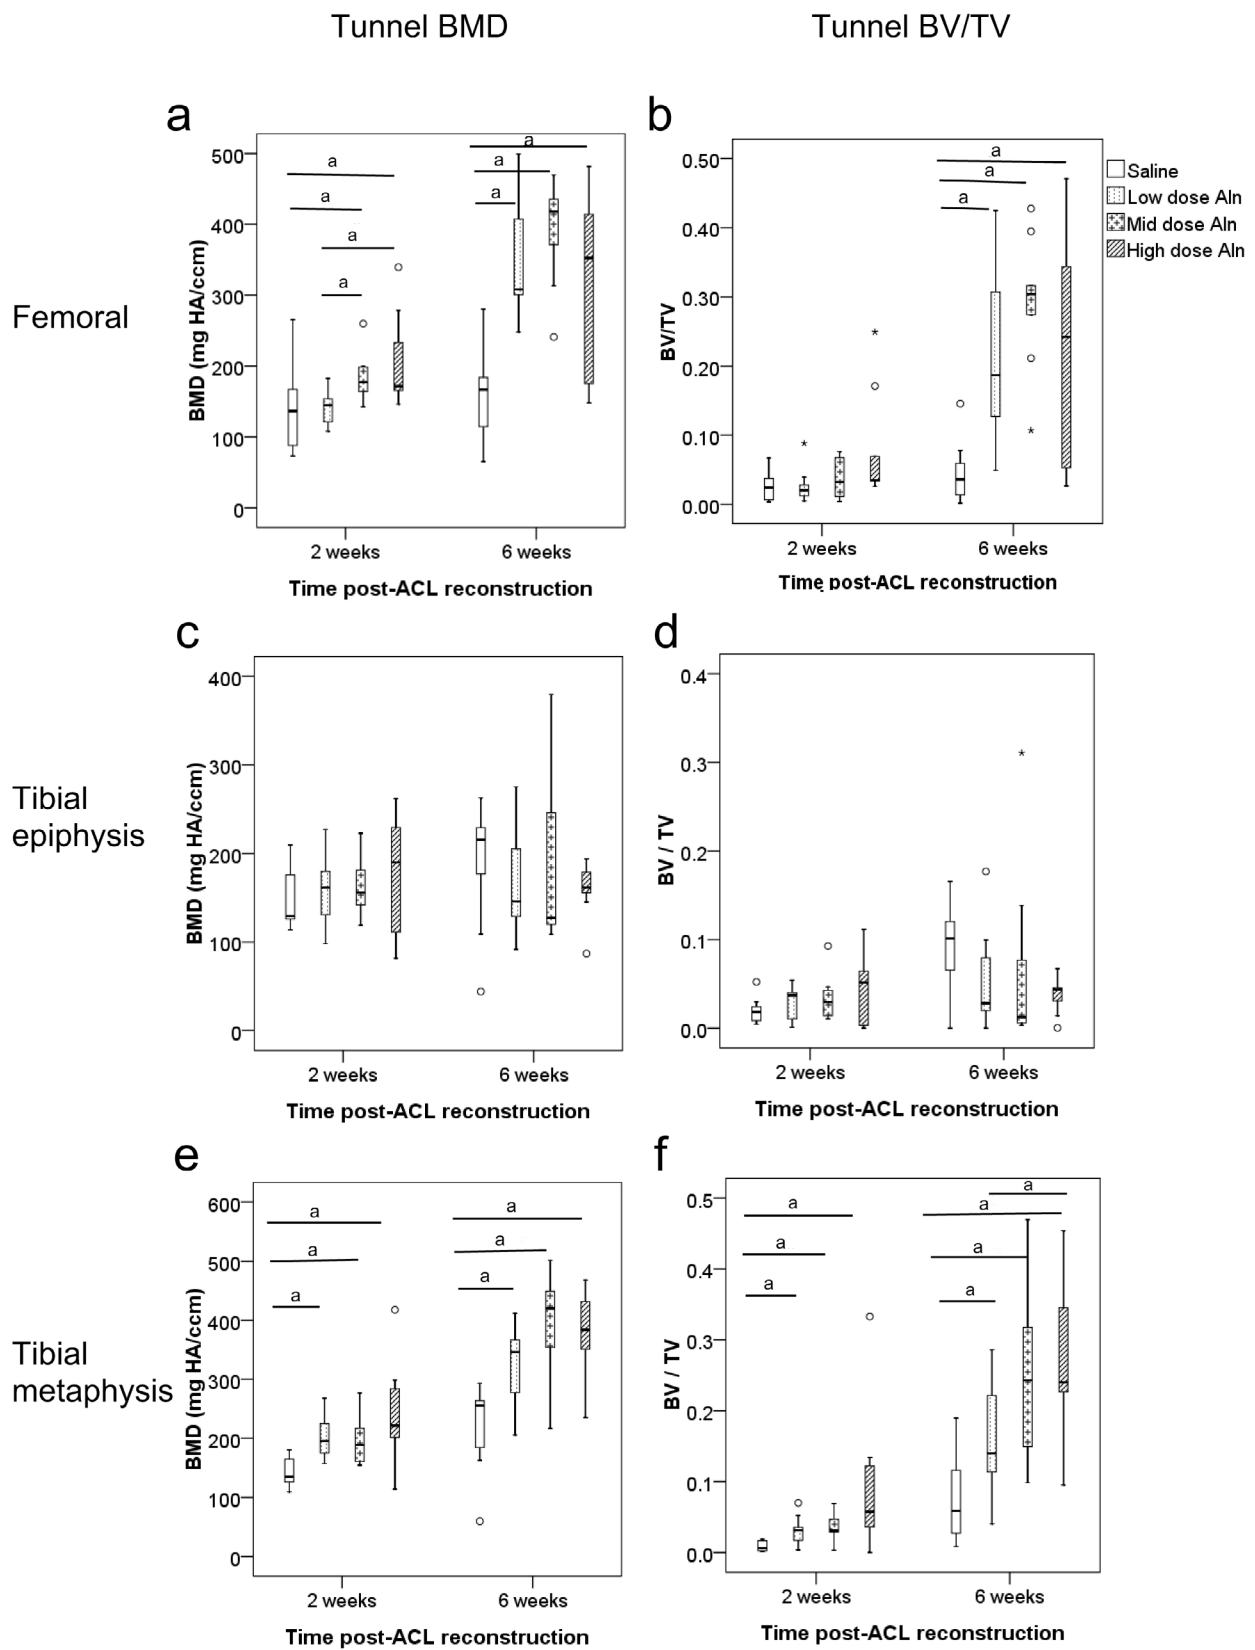 Tunnel BMD
Tunnel BV/TV
a
b
Femoral
BMD (mg HA/ccm)
500
400
300
200
100
0
a
a
a
a
a
a
a
2 weeks
6 weeks
Time post-ACL reconstruction
BV/TV
0.50
0.40
0.30
0.20
0.10
0.00
*
*
a
a
a
*
2 weeks
6 weeks
Time post-ACL reconstruction
Saline
Low dose Aln
Mid dose Aln
High dose Aln
c
d
Tibial
epiphysis
BMD (mg HA/ccm)
400
300
200
100
0
2 weeks
6 weeks
Time post-ACL reconstruction
BV / TV
0.4
0.3
0.2
0.1
0.0
*
2 weeks
6 weeks
Time post-ACL reconstruction
e
f
Tibial
metaphysis
BMD (mg HA/ccm)
600
500
400
300
200
100
0
a
a
a
a
a
a
2 weeks
6 weeks
Time post-ACL reconstruction
BV / TV
0.5
0.4
0.3
0.2
0.1
0.0
a
a
a
a
a
a
a
2 weeks
6 weeks
Time post-ACL reconstruction